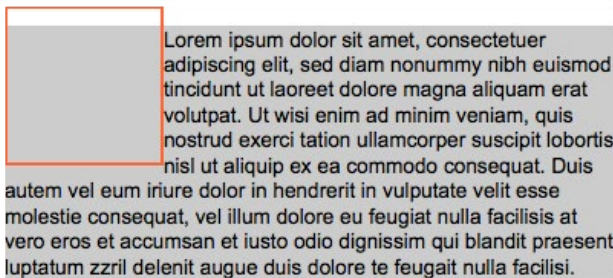 Lorem ipsum dolor sit amet, consectetuer
adipiscing elit, sed diam nonummy nibh euismod
tincidunt ut laoreet dolore magna aliquam erat
volutpat. Ut wisi enim ad minim veniam, quis
nostrud exerci tation ullamcorper suscipit lobortis
nisl ut aliquip ex ea commodo consequat. Duis
autem vel eum iriure dolor in hendrerit in vulputate velit esse
molestie consequat, vel illum dolore eu feugiat nulla facilisis at
vero eros et accumsan et iusto odio dignissim qui blandit praesent
luptatum zzril delenit augue duis dolore te feugait nulla facilisi.